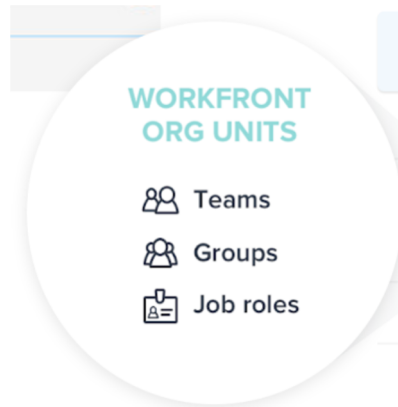 WORKFRONT
ORG UNITS
Teams
Groups
Job roles